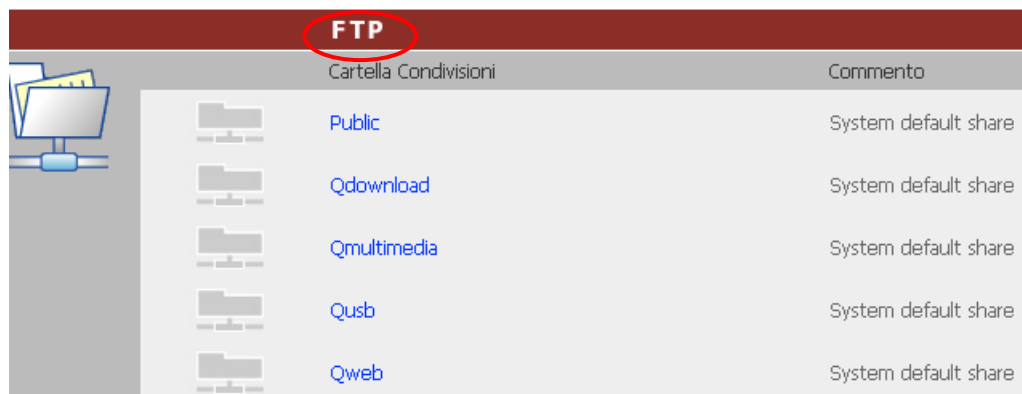 FTP
Cartella Condivisioni Commento
Public System default share
Qdownload System default share
Qmultimedia System default share
Qusb System default share
Qweb System default share